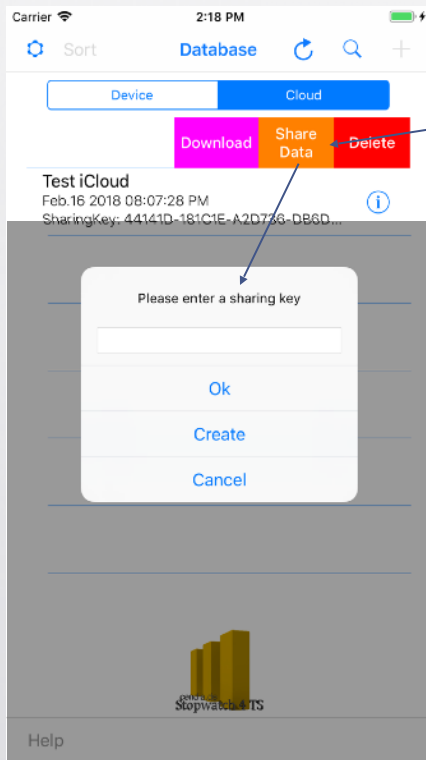 Carrier 2:18 PM
Sort Database
Device Cloud
Download Share Data Delete
Test iCloud
Feb.16 2018 08:07:28 PM
SharingKey: 44141D-181C1E-A2D736-DB6D...
Please enter a sharing key
Ok
Create
Cancel
Stopwatch 4 TS
Help